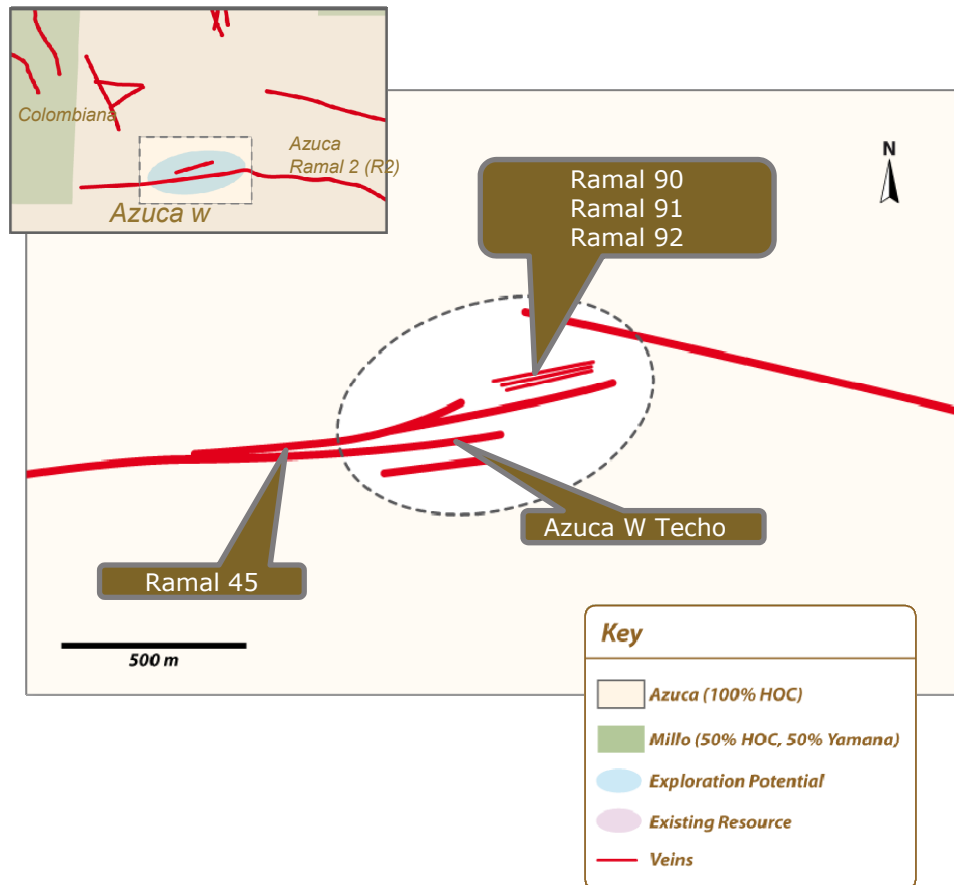 Colombiana
Azuca
Ramal 2 (R2)
Azuca w
Ramal 90
Ramal 91
Ramal 92
N
Azuca W Techo
Ramal 45
500 m
Key
Azuca (100% HOC)
Millo (50% HOC, 50% Yamana)
Exploration Potential
Existing Resource
Veins